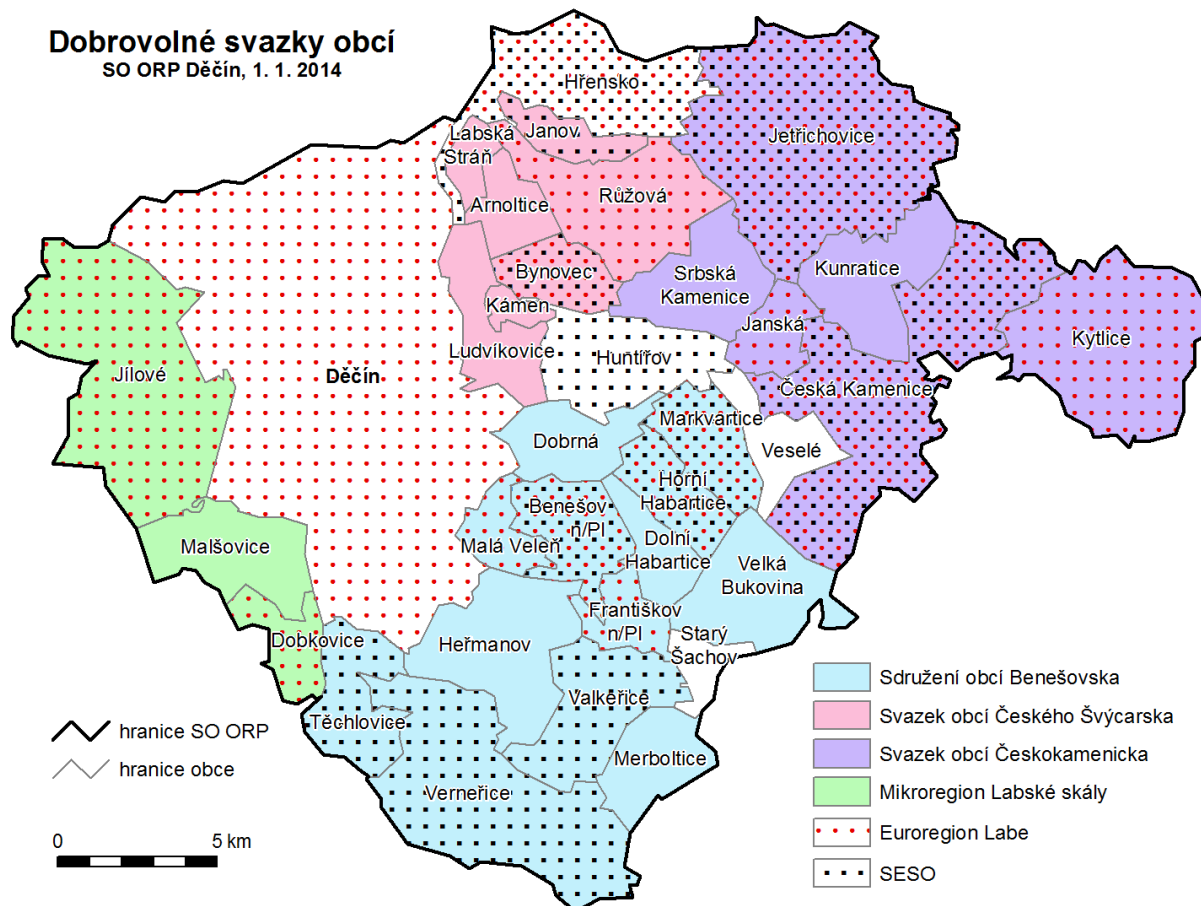 Dobrovolné svazky obcí
SO ORP Děčín, 1. 1. 2014
Hřensko
Jetřichovice
Labská
Stráň
Janov
Růžová
Arnoltice
Bynovec
Srbská
Kamenice
Kunratice
Kámen
Janská
Kytlice
Ludvíkovice
Huntířov
Jílové
Děčín
Česká Kamenice
Markvartice
Dobrná
Veselé
Horní
Habartice
Benešov
n/Pl
Malšovice
Malá Veleň
Dolní
Habartice
Velká
Bukovina
Františkov
n/Pl
Starý
Šachov
Dobkovice
Heřmanov
Valkeřice
Těchlovice
Merboltice
Verneřice
hranice SO ORP
hranice obce
0
5 km
Sdružení obcí Benešovska
Svazek obcí Českého Švýcarska
Svazek obcí Českokamenicka
Mikroregion Labské skály
Euroregion Labe
SESO